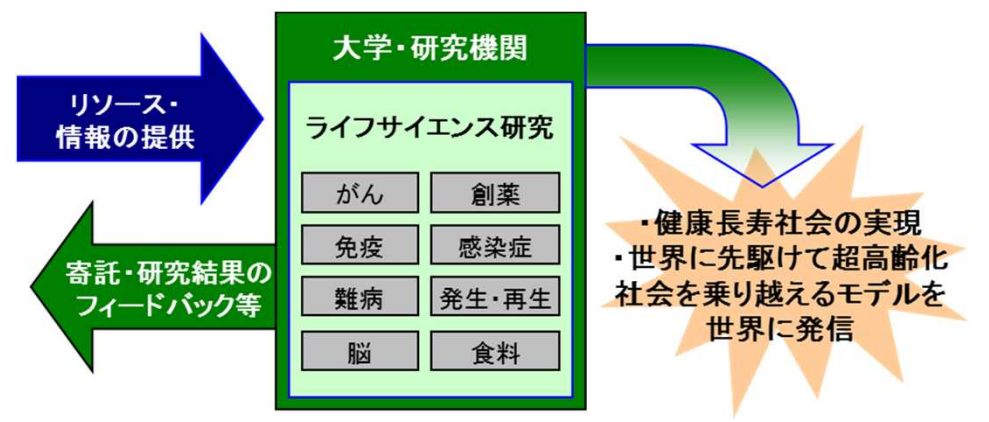 大学・研究機関
リソース・
情報の提供
ライフサイエンス研究
がん
創薬
免疫
感染症
難病
発生・再生
脳
食料
寄託・研究結果の
フィードバック等
・健康長寿社会の実現
・世界に先駆けて超高齢化
社会を乗り越えるモデルを
世界に発信